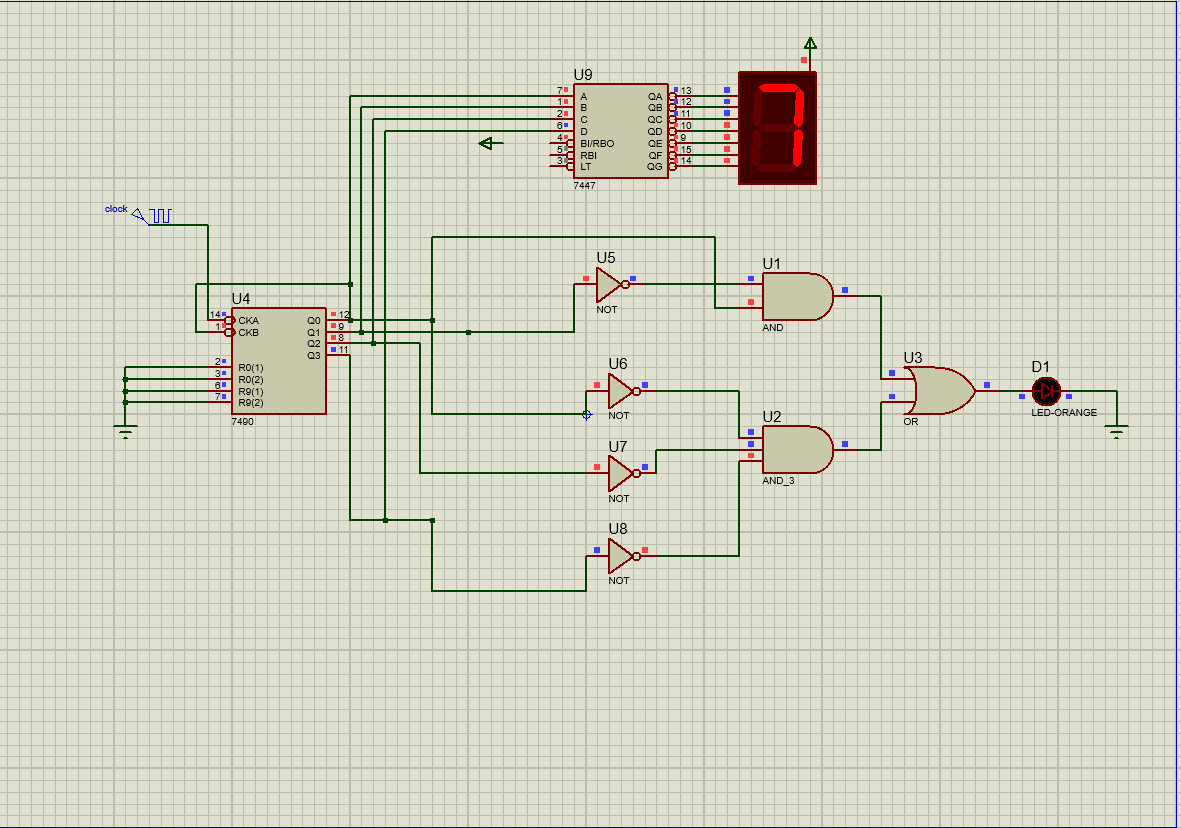 U9
7 A QA 13
1 B QB 12
2 C QC 11
6 D QD 10
4 BI/RBO QE 9
5 RBI QF 15
3 LT QG 14
7447
clock
U5
NOT
U1
AND
U4
14 CKA Q0 12
1 CKB Q1 9
Q2 8
Q3 11
2 R0(1)
3 R0(2)
6 R9(1)
7 R9(2)
7490
U6
NOT
U3
OR
D1
LED-ORANGE
U2
AND_3
U7
NOT
U8
NOT